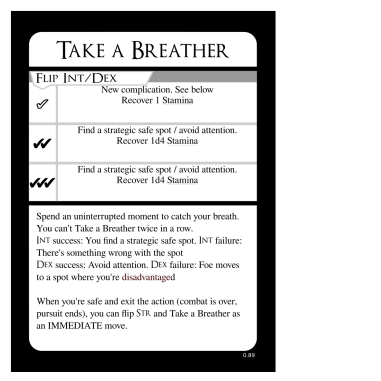 TAKE A BREATHER
FLIP INT/DEX
New complication. See below
Recover 1 Stamina
Find a strategic safe spot / avoid attention.
Recover 1d4 Stamina
Find a strategic safe spot / avoid attention.
Recover 1d4 Stamina
Spend an uninterrupted moment to catch your breath.
You can't Take a Breather twice in a row.
INT success: You find a strategic safe spot. INT failure:
There's something wrong with the spot
DEX success: Avoid attention. DEX failure: Foe moves
to a spot where you're disadvantaged
When you're safe and exit the action (combat is over,
pursuit ends), you can flip STR and Take a Breather as
an IMMEDIATE move.
0.89